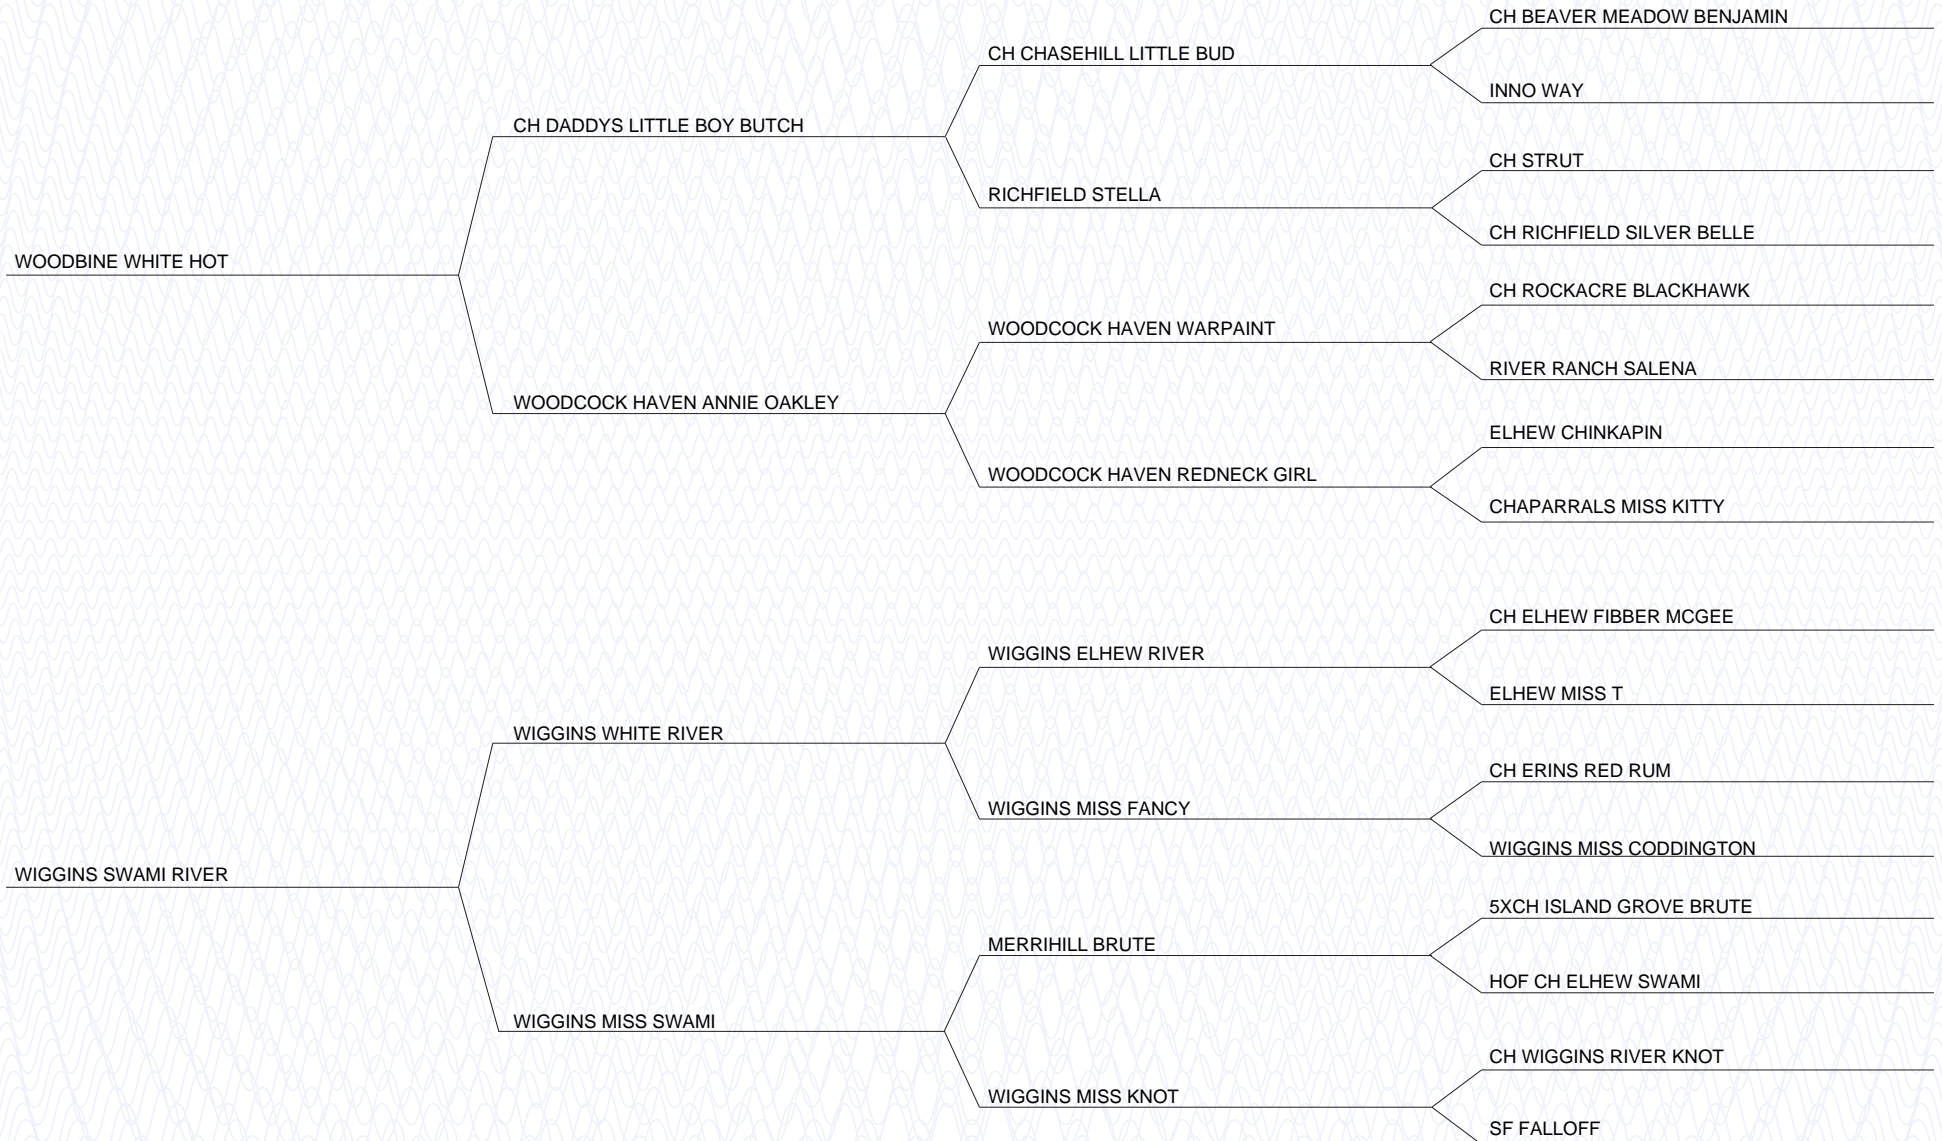 CH BEAVER MEADOW BENJAMIN
CH CHASEHILL LITTLE BUD
INNO WAY
CH DADDYS LITTLE BOY BUTCH
CH STRUT
RICHFIELD STELLA
CH RICHFIELD SILVER BELLE
WOODBINE WHITE HOT
CH ROCKACRE BLACKHAWK
WOODCOCK HAVEN WARPAINT
RIVER RANCH SALENA
WOODCOCK HAVEN ANNIE OAKLEY
ELHEW CHINKAPIN
WOODCOCK HAVEN REDNECK GIRL
CHAPARRALS MISS KITTY
CH ELHEW FIBBER MCGEE
WIGGINS ELHEW RIVER
ELHEW MISS T
WIGGINS WHITE RIVER
CH ERINS RED RUM
WIGGINS MISS FANCY
WIGGINS MISS CODDINGTON
WIGGINS SWAMI RIVER
5XCH ISLAND GROVE BRUTE
MERRIHILL BRUTE
HOF CH ELHEW SWAMI
WIGGINS MISS SWAMI
CH WIGGINS RIVER KNOT
WIGGINS MISS KNOT
SF FALLOFF